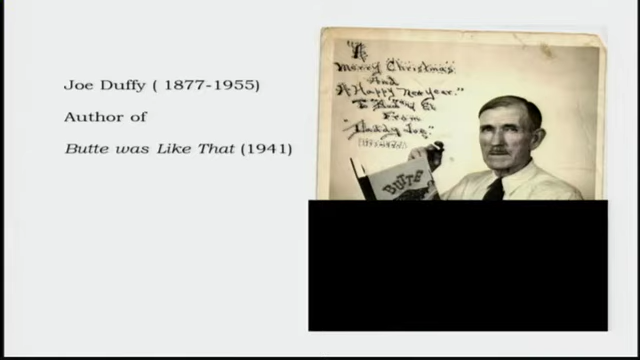 Joe Duffy ( 1877-1955)
Author of
Butte was Like That (1941)
"A
Merry Christmas
And
A Happy New year."
From
"Daddy Joe."
BUTTE